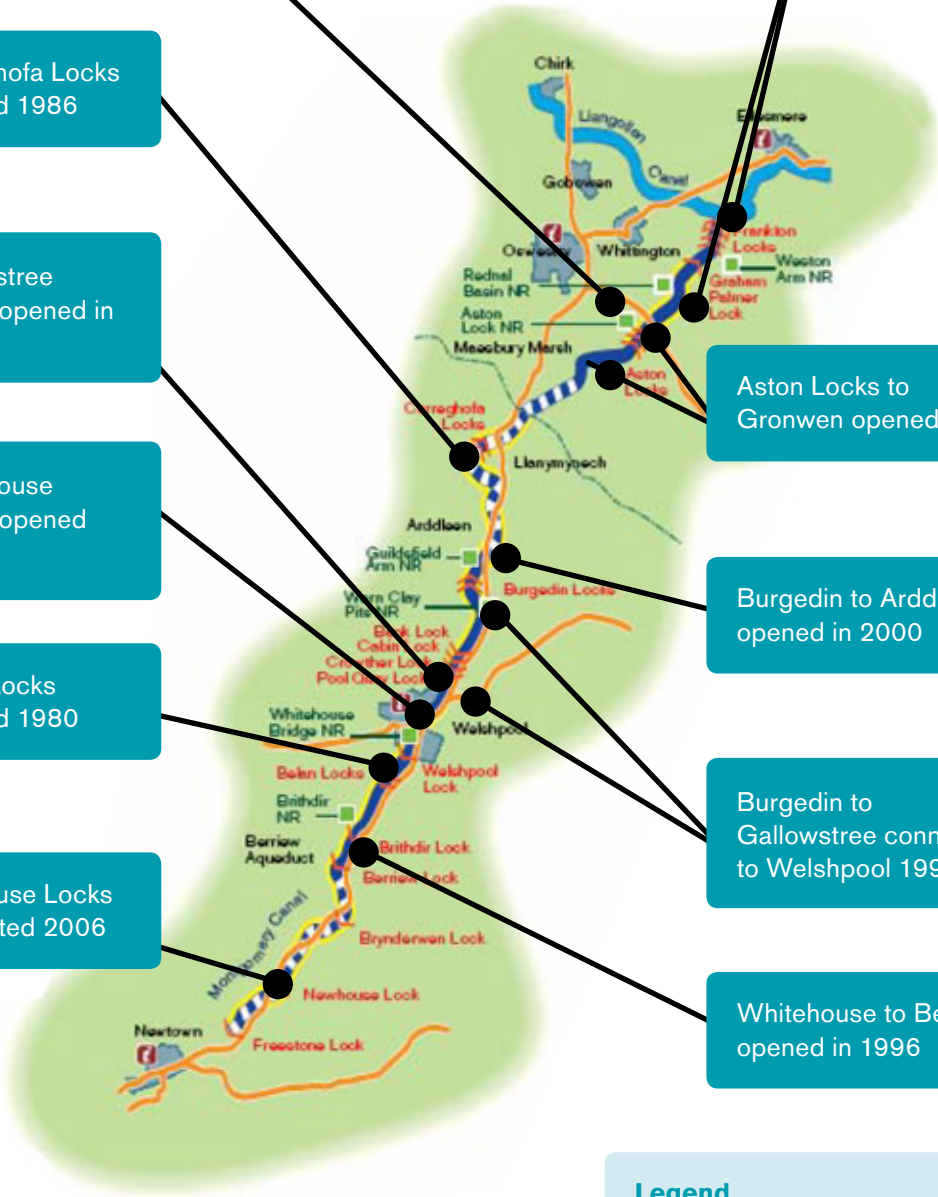 hofa Locks
d 1986
stree
opened in
ouse
opened
ocks
d 1980
use Locks
ted 2006
Chirk
Llangollen
Canal
Ellesmere
Gobowen
Oswestry
Whittington
Frankton
Locks
Weston
Arm NR
Rednal
Basin NR
Graham
Palmer
Lock
Aston
Lock NR
Maesbury Marsh
Aston
Locks
Aston Locks to
Gronwen opened
Carreghofa
Locks
Llanymynech
Arddleen
Guildsfield
Arm NR
Burgedin Locks
Burgedin to Ardd
opened in 2000
Wern Clay
Pits NR
Bank Lock
Cabin Lock
Crowther Lock
Pool Quay Lock
Whitehouse
Bridge NR
Welshpool
Belan Locks
Welshpool
Lock
Burgedin to
Gallowstree conn
to Welshpool 199
Brithdir
NR
Berriew
Aqueduct
Brithdir Lock
Berriew Lock
Montgomery Canal
Brynderwen Lock
Whitehouse to Be
opened in 1996
Newhouse Lock
Newtown
Freestone Lock
Legend